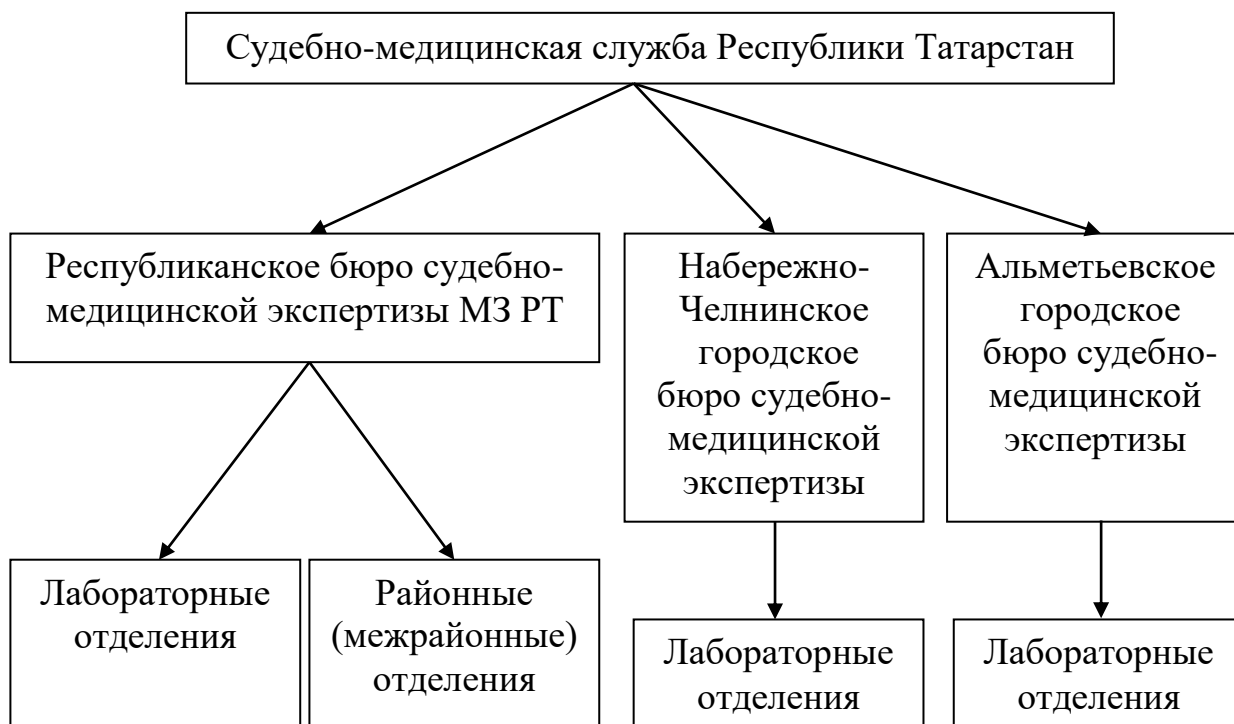 Судебно-медицинская служба Республики Татарстан
Республиканское бюро судебно-
медицинской экспертизы МЗ РТ
Набережно-
Челнинское
городское
бюро судебно-
медицинской
экспертизы
Альметьевское
городское
бюро судебно-
медицинской
экспертизы
Лабораторные
отделения
Районные
(межрайонные)
отделения
Лабораторные
отделения
Лабораторные
отделения